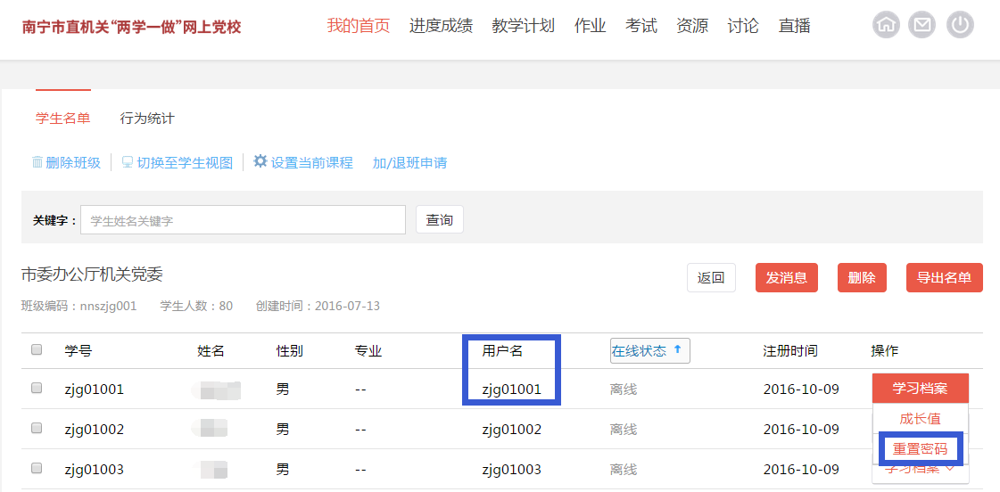 南宁市直机关“两学一做”网上党校 我的首页 进度成绩 教学计划 作业 考试 资源 讨论 直播
学生名单 行为统计
删除班级 切换至学生视图 设置当前课程 加/退班申请
关键字： 学生姓名关键字 查询
市委办公厅机关党委 返回 发消息 删除 导出名单
班级编码：nnszjg001 学生人数：80 创建时间：2016-07-13
学号 姓名 性别 专业 用户名 在线状态 注册时间 操作
zjg01001 男 -- zjg01001 离线 2016-10-09 学习档案
成长值
zjg01002 男 -- zjg01002 离线 2016-10-09
重置密码
zjg01003 男 -- zjg01003 离线 2016-10-09 学习档案